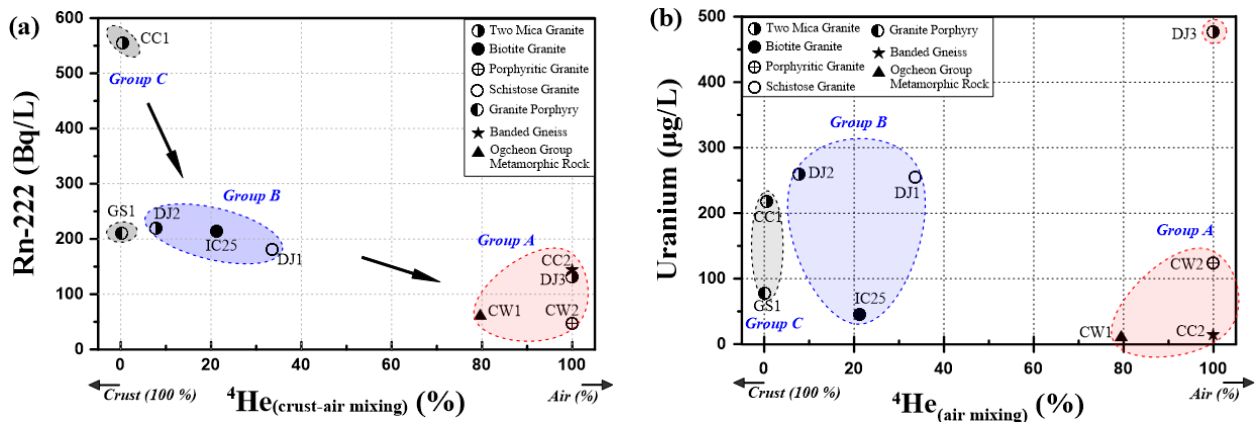 (a)
Rn-222 (Bq/L)
600
500
400
300
200
100
0
CC1
Group C
GS1
DJ2
Group B
IC25
DJ1
Group A
CC2
DJ3
CW1
CW2
Two Mica Granite
Biotite Granite
Porphyritic Granite
Schistose Granite
Granite Porphyry
Banded Gneiss
Ogcheon Group
Metamorphic Rock
0 20 40 60 80 100
Crust (100 %)
⁴He(crust-air mixing) (%)
Air (%)
(b)
Uranium (µg/L)
500
400
300
200
100
0
Two Mica Granite
Biotite Granite
Porphyritic Granite
Schistose Granite
Granite Porphyry
Banded Gneiss
Ogcheon Group
Metamorphic Rock
DJ3
Group B
DJ2
DJ1
CC1
Group A
CW2
GS1
IC25
Group C
CW1
CC2
0 20 40 60 80 100
Crust (100 %)
⁴He(air mixing) (%)
Air (%)